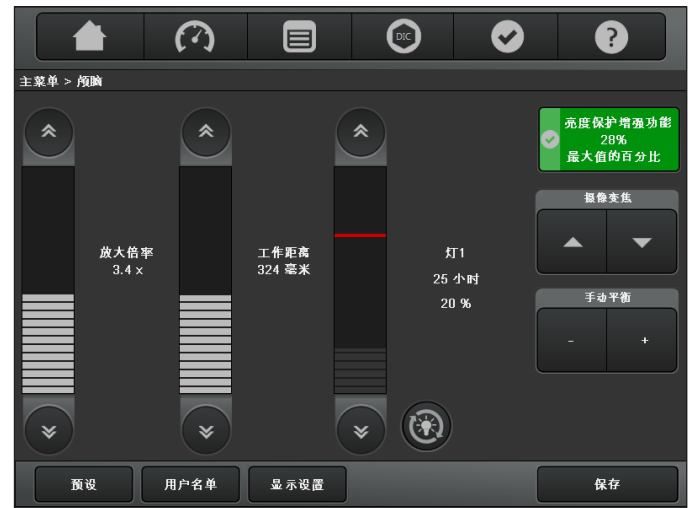 DIC
?
主菜单 > 颅脑
放大倍率
3.4 x
工作距离
324 毫米
灯1
25 小时
20 %
亮度保护增强功能
28%
最大值的百分比
摄像变焦
手动平衡
- +
预设
用户名单
显示设置
保存